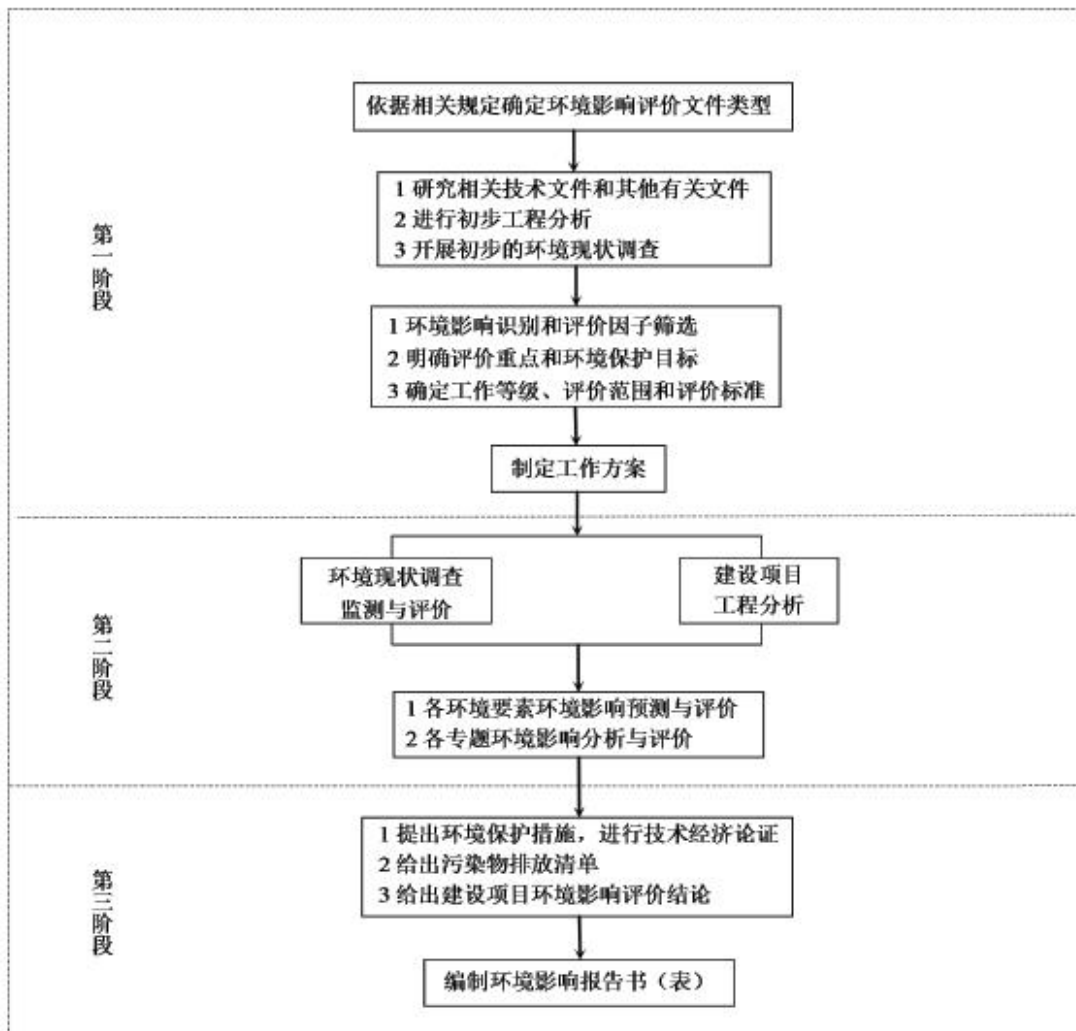 依据相关规定确定环境影响评价文件类型
1 研究相关技术文件和其他有关文件
2 进行初步工程分析
3 开展初步的环境现状调查
第一阶段
1 环境影响识别和评价因子筛选
2 明确评价重点和环境保护目标
3 确定工作等级、评价范围和评价标准
制定工作方案
环境现状调查
监测与评价
建设项目
工程分析
第二阶段
1 各环境要素环境影响预测与评价
2 各专题环境影响分析与评价
1 提出环境保护措施，进行技术经济论证
2 给出污染物排放清单
3 给出建设项目环境影响评价结论
第三阶段
编制环境影响报告书（表）